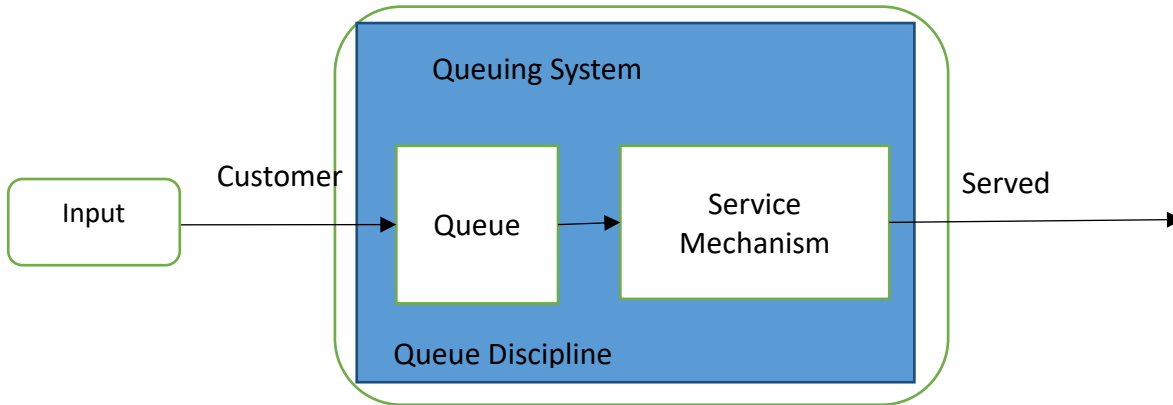 Queuing System
Customer
Served
Input
Queue
Service
Mechanism
Queue Discipline